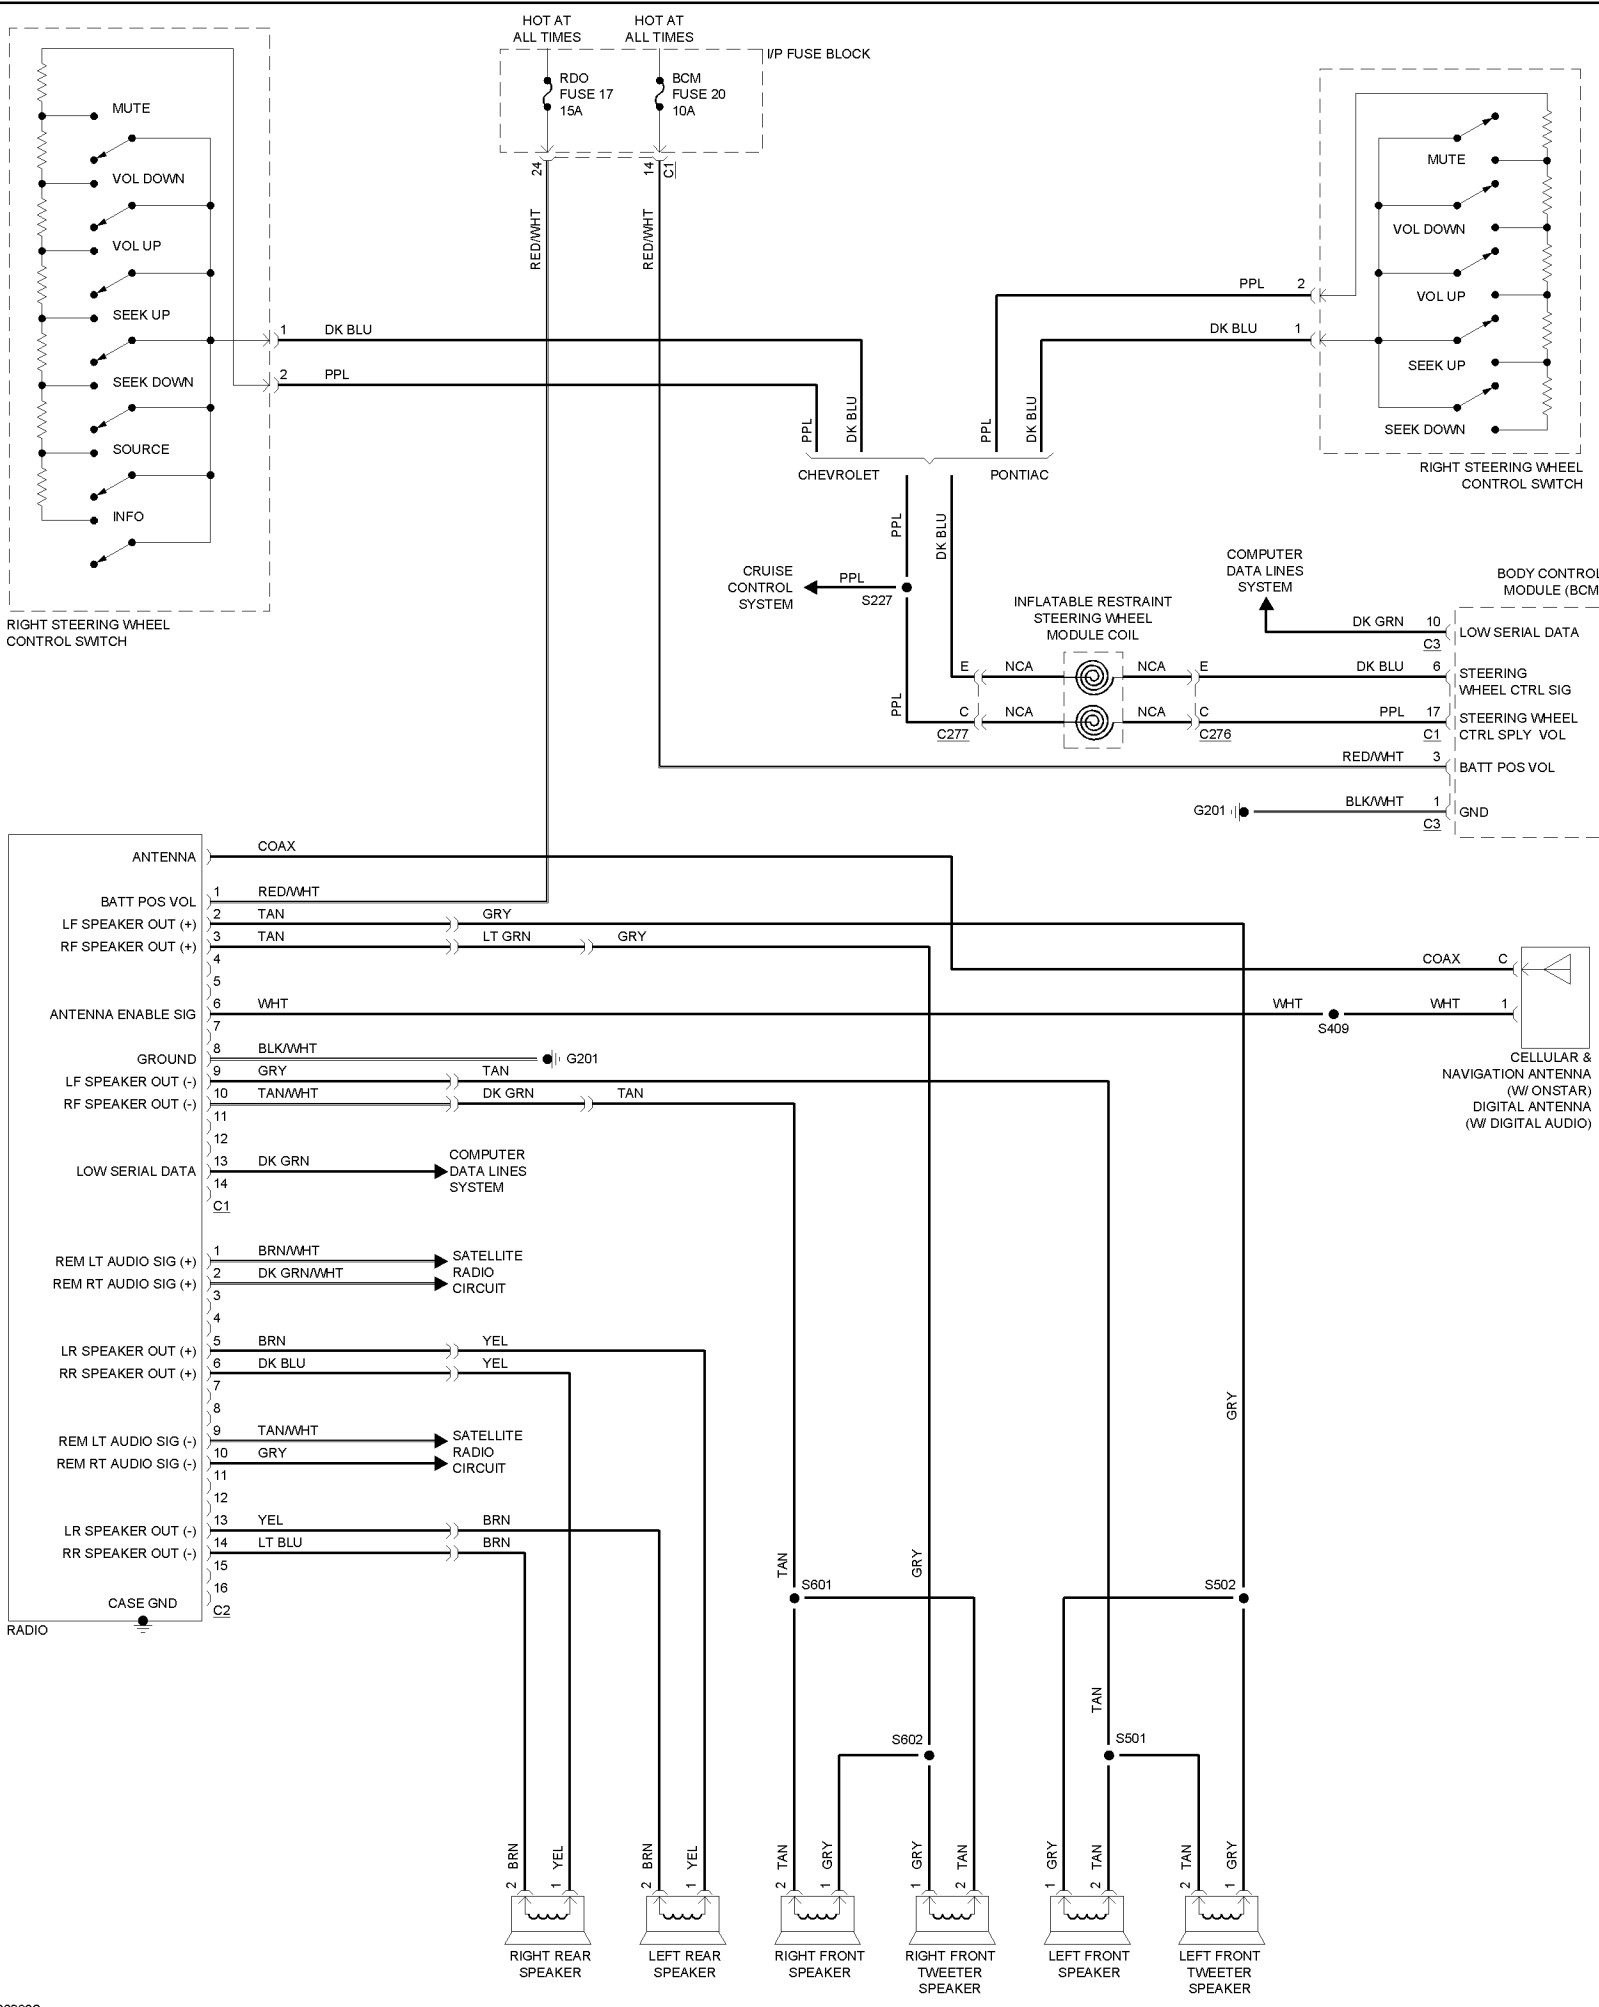 HOT AT
ALL TIMES
HOT AT
ALL TIMES
I/P FUSE BLOCK
RDO
FUSE 17
15A
BCM
FUSE 20
10A
24
14
C1
RED/WHT
RED/WHT
MUTE
VOL DOWN
VOL UP
SEEK UP
SEEK DOWN
SOURCE
INFO
1
DK BLU
2
PPL
RIGHT STEERING WHEEL
CONTROL SWITCH
MUTE
VOL DOWN
VOL UP
SEEK UP
SEEK DOWN
PPL
2
DK BLU
1
RIGHT STEERING WHEEL
CONTROL SWITCH
PPL
DK BLU
PPL
DK BLU
CHEVROLET
PONTIAC
PPL
DK BLU
CRUISE
CONTROL
SYSTEM
PPL
S227
PPL
INFLATABLE RESTRAINT
STEERING WHEEL
MODULE COIL
COMPUTER
DATA LINES
SYSTEM
BODY CONTROL
MODULE (BCM
DK GRN
10
C3
LOW SERIAL DATA
E
NCA
NCA
E
DK BLU
6
STEERING
WHEEL CTRL SIG
C
NCA
NCA
C
PPL
17
STEERING WHEEL
CTRL SPLY VOL
C277
C276
C1
RED/WHT
3
BATT POS VOL
G201
BLK/WHT
1
GND
C3
ANTENNA
COAX
BATT POS VOL
1
RED/WHT
LF SPEAKER OUT (+)
2
TAN
GRY
RF SPEAKER OUT (+)
3
TAN
LT GRN
GRY
4
5
ANTENNA ENABLE SIG
6
WHT
7
GROUND
8
BLK/WHT
G201
LF SPEAKER OUT (-)
9
GRY
TAN
RF SPEAKER OUT (-)
10
TAN/WHT
DK GRN
TAN
11
12
LOW SERIAL DATA
13
DK GRN
COMPUTER
DATA LINES
SYSTEM
14
C1
COAX
C
WHT
S409
WHT
1
CELLULAR &
NAVIGATION ANTENNA
(W/ ONSTAR)
DIGITAL ANTENNA
(W/ DIGITAL AUDIO)
REM LT AUDIO SIG (+)
1
BRN/WHT
REM RT AUDIO SIG (+)
2
DK GRN/WHT
SATELLITE
RADIO
CIRCUIT
3
4
LR SPEAKER OUT (+)
5
BRN
YEL
RR SPEAKER OUT (+)
6
DK BLU
YEL
7
8
REM LT AUDIO SIG (-)
9
TAN/WHT
REM RT AUDIO SIG (-)
10
GRY
SATELLITE
RADIO
CIRCUIT
11
12
LR SPEAKER OUT (-)
13
YEL
BRN
RR SPEAKER OUT (-)
14
LT BLU
BRN
15
16
C2
CASE GND
RADIO
GRY
TAN
S601
GRY
S502
TAN
S602
S501
2 BRN
1 YEL
2 BRN
1 YEL
2 TAN
1 GRY
1 GRY
2 TAN
1 GRY
2 TAN
2 TAN
1 GRY
RIGHT REAR
SPEAKER
LEFT REAR
SPEAKER
RIGHT FRONT
SPEAKER
RIGHT FRONT
TWEETER
SPEAKER
LEFT FRONT
SPEAKER
LEFT FRONT
TWEETER
SPEAKER